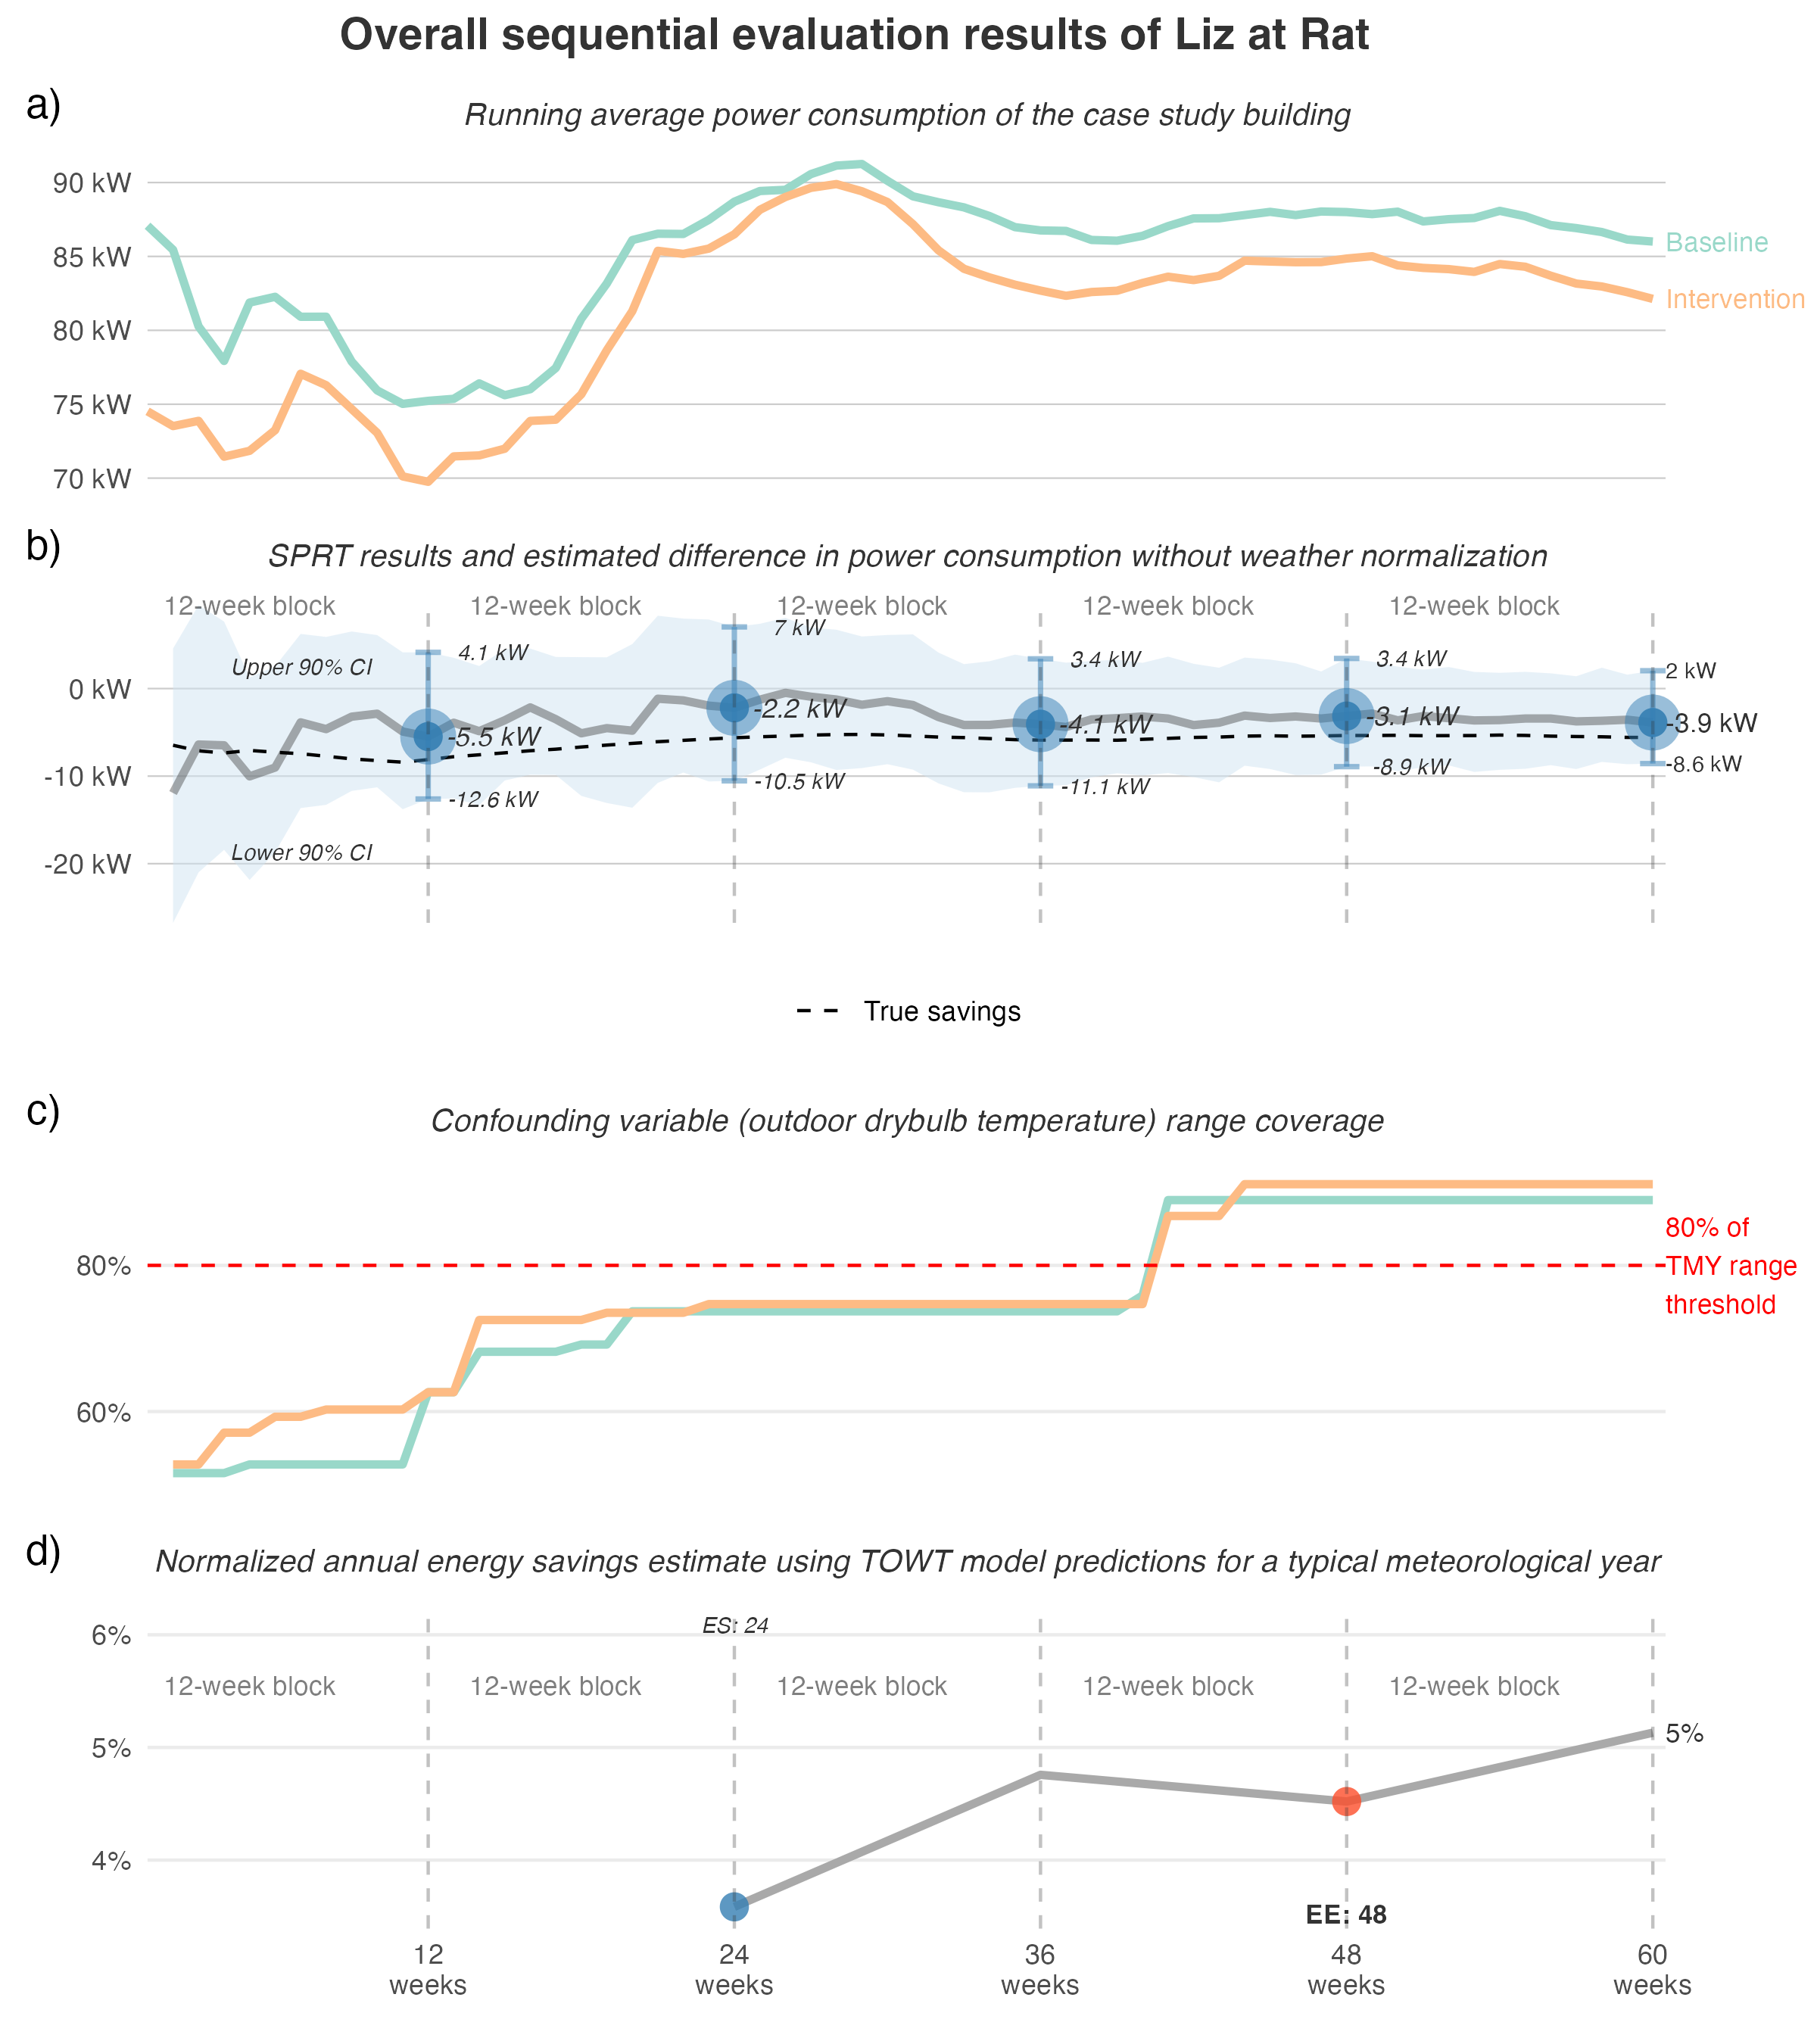 Overall sequential evaluation results of Liz at Rat
a)
Running average power consumption of the case study building
90 kW
85 kW
80 kW
75 kW
70 kW
Baseline
Intervention
b)
SPRT results and estimated difference in power consumption without weather normalization
12-week block 12-week block 12-week block 12-week block 12-week block
Upper 90% CI
Lower 90% CI
0 kW
-10 kW
-20 kW
4.1 kW
-5.5 kW
-12.6 kW
7 kW
-2.2 kW
-10.5 kW
3.4 kW
-4.1 kW
-11.1 kW
3.4 kW
-3.1 kW
-8.9 kW
2 kW
-3.9 kW
-8.6 kW
True savings
c)
Confounding variable (outdoor drybulb temperature) range coverage
80%
60%
80% of
TMY range
threshold
d)
Normalized annual energy savings estimate using TOWT model predictions for a typical meteorological year
ES: 24
6%
5%
4%
12-week block 12-week block 12-week block 12-week block 12-week block
5%
EE: 48
12 24 36 48 60
weeks weeks weeks weeks weeks